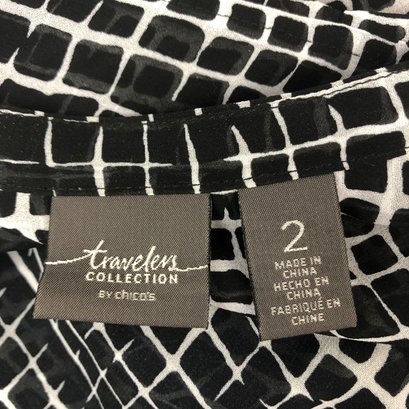 travelers
COLLECTION
BY chico's
2
MADE IN
CHINA
HECHO EN
CHINA
FABRIQUÉ EN
CHINE